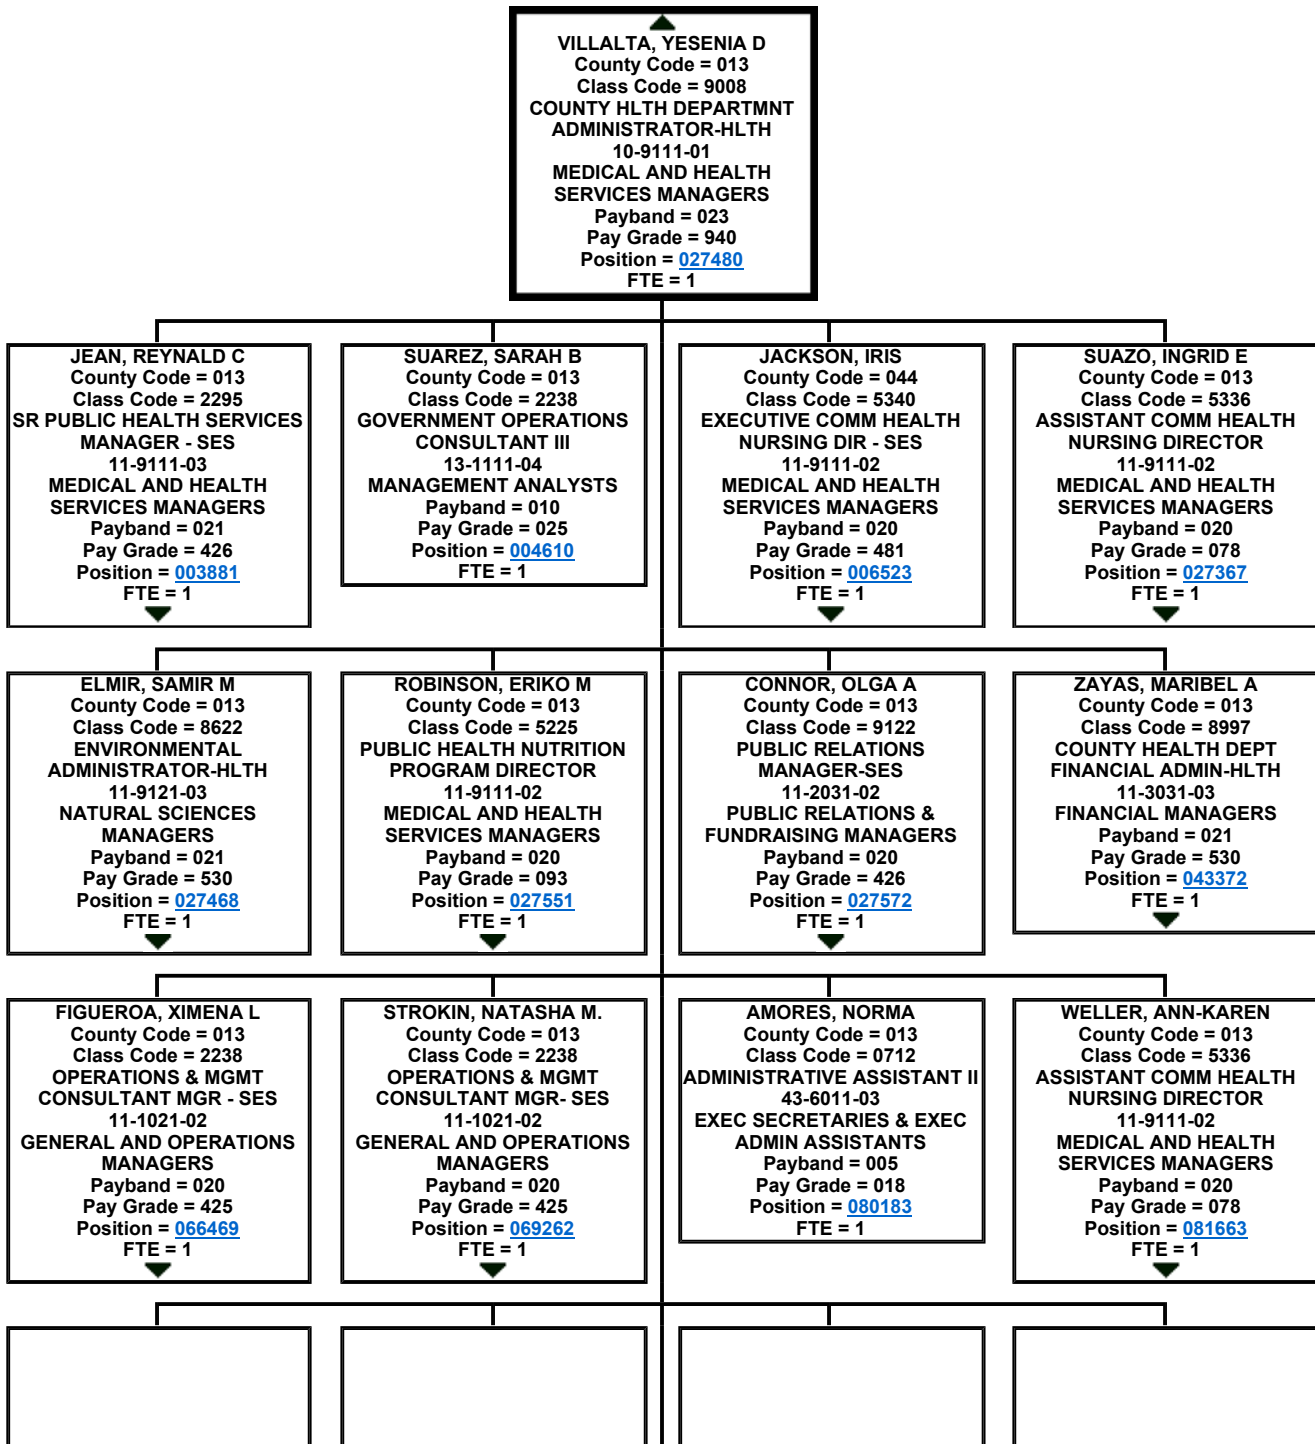 VILLALTA, YESENIA D
County Code = 013
Class Code = 9008
COUNTY HLTH DEPARTMNT
ADMINISTRATOR-HLTH
10-9111-01
MEDICAL AND HEALTH
SERVICES MANAGERS
Payband = 023
Pay Grade = 940
Position = 027480
FTE = 1
JEAN, REYNALD C
County Code = 013
Class Code = 2295
SR PUBLIC HEALTH SERVICES
MANAGER - SES
11-9111-03
MEDICAL AND HEALTH
SERVICES MANAGERS
Payband = 021
Pay Grade = 426
Position = 003881
FTE = 1
SUAREZ, SARAH B
County Code = 013
Class Code = 2238
GOVERNMENT OPERATIONS
CONSULTANT III
13-1111-04
MANAGEMENT ANALYSTS
Payband = 010
Pay Grade = 025
Position = 004610
FTE = 1
JACKSON, IRIS
County Code = 044
Class Code = 5340
EXECUTIVE COMM HEALTH
NURSING DIR - SES
11-9111-02
MEDICAL AND HEALTH
SERVICES MANAGERS
Payband = 020
Pay Grade = 481
Position = 006523
FTE = 1
SUAZO, INGRID E
County Code = 013
Class Code = 5336
ASSISTANT COMM HEALTH
NURSING DIRECTOR
11-9111-02
MEDICAL AND HEALTH
SERVICES MANAGERS
Payband = 020
Pay Grade = 078
Position = 027367
FTE = 1
ELMIR, SAMIR M
County Code = 013
Class Code = 8622
ENVIRONMENTAL
ADMINISTRATOR-HLTH
11-9121-03
NATURAL SCIENCES
MANAGERS
Payband = 021
Pay Grade = 530
Position = 027468
FTE = 1
ROBINSON, ERIKO M
County Code = 013
Class Code = 5225
PUBLIC HEALTH NUTRITION
PROGRAM DIRECTOR
11-9111-02
MEDICAL AND HEALTH
SERVICES MANAGERS
Payband = 020
Pay Grade = 093
Position = 027551
FTE = 1
CONNOR, OLGA A
County Code = 013
Class Code = 9122
PUBLIC RELATIONS
MANAGER-SES
11-2031-02
PUBLIC RELATIONS &
FUNDRAISING MANAGERS
Payband = 020
Pay Grade = 426
Position = 027572
FTE = 1
ZAYAS, MARIBEL A
County Code = 013
Class Code = 8997
COUNTY HEALTH DEPT
FINANCIAL ADMIN-HLTH
11-3031-03
FINANCIAL MANAGERS
Payband = 021
Pay Grade = 530
Position = 043372
FTE = 1
FIGUEROA, XIMENA L
County Code = 013
Class Code = 2238
OPERATIONS & MGMT
CONSULTANT MGR - SES
11-1021-02
GENERAL AND OPERATIONS
MANAGERS
Payband = 020
Pay Grade = 425
Position = 066469
FTE = 1
STROKIN, NATASHA M.
County Code = 013
Class Code = 2238
OPERATIONS & MGMT
CONSULTANT MGR- SES
11-1021-02
GENERAL AND OPERATIONS
MANAGERS
Payband = 020
Pay Grade = 425
Position = 069262
FTE = 1
AMORES, NORMA
County Code = 013
Class Code = 0712
ADMINISTRATIVE ASSISTANT II
43-6011-03
EXEC SECRETARIES & EXEC
ADMIN ASSISTANTS
Payband = 005
Pay Grade = 018
Position = 080183
FTE = 1
WELLER, ANN-KAREN
County Code = 013
Class Code = 5336
ASSISTANT COMM HEALTH
NURSING DIRECTOR
11-9111-02
MEDICAL AND HEALTH
SERVICES MANAGERS
Payband = 020
Pay Grade = 078
Position = 081663
FTE = 1